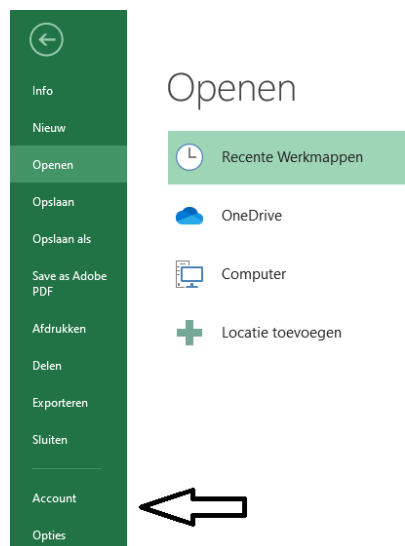 Info
Nieuw
Openen
Opslaan
Opslaan als
Save as Adobe
PDF
Afdrukken
Delen
Exporteren
Sluiten
Account
Opties
Openen
Recente Werkmappen
OneDrive
Computer
Locatie toevoegen